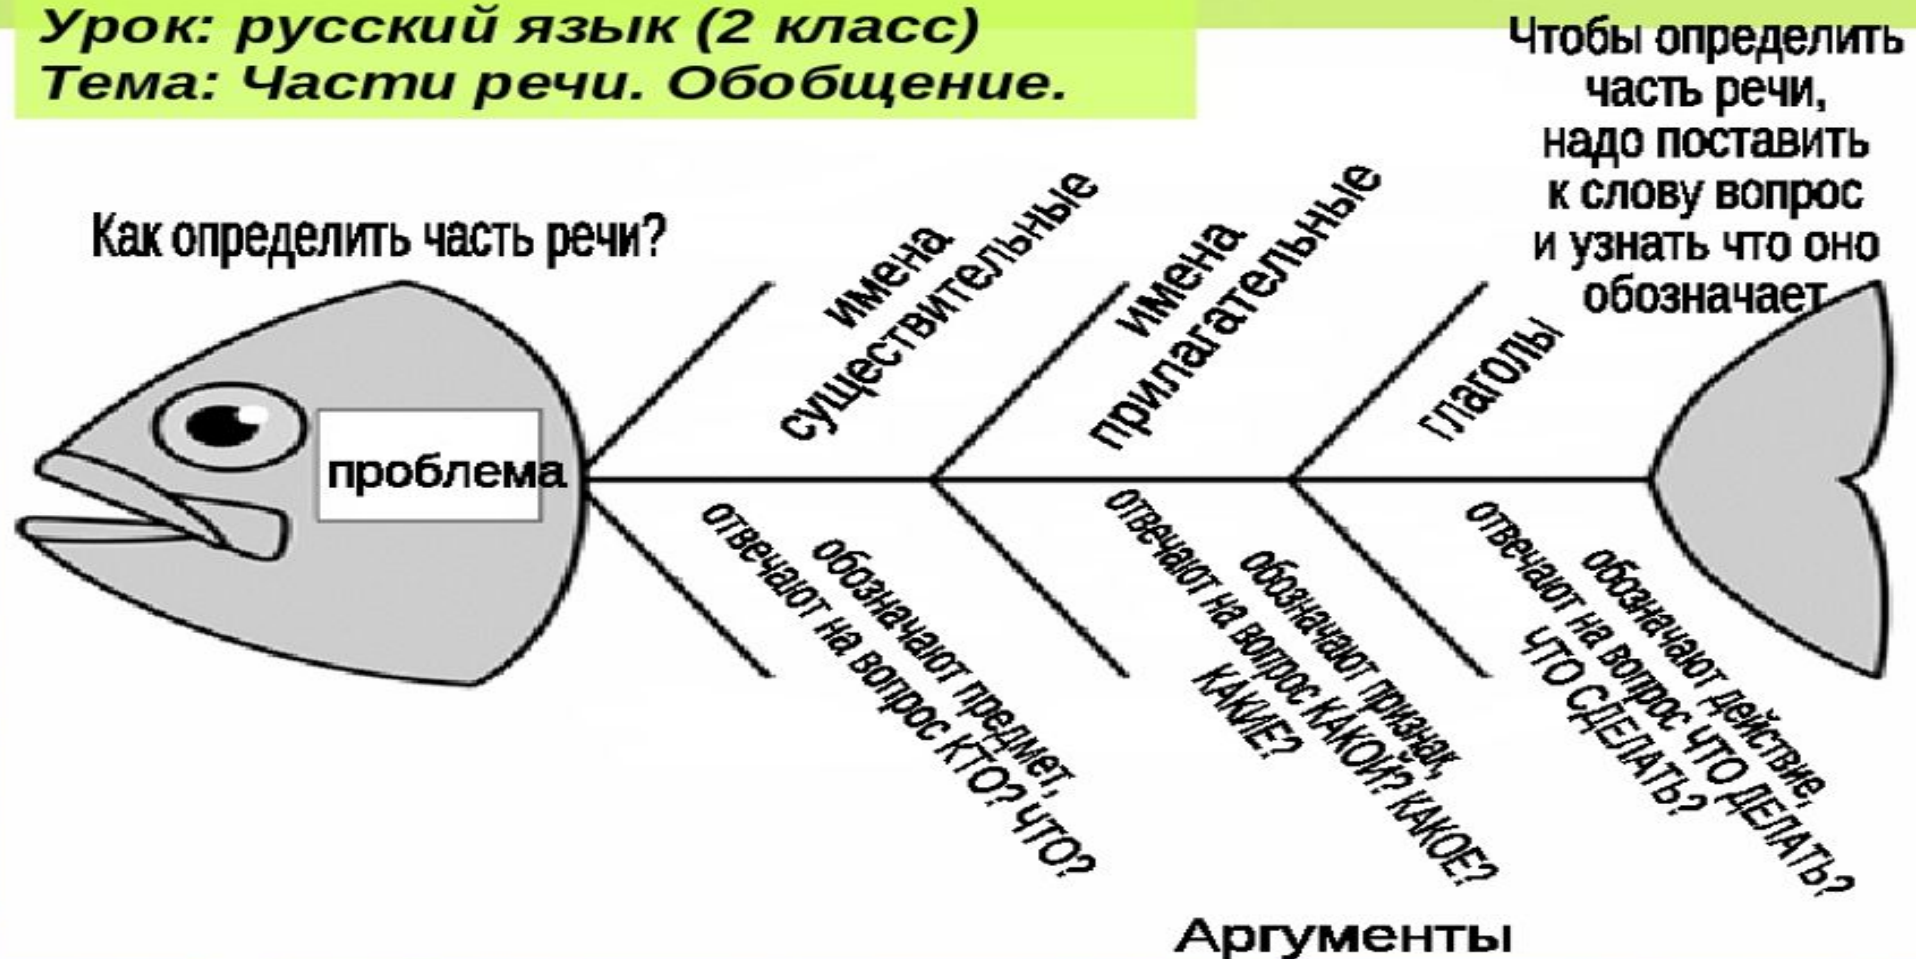 Урок: русский язык (2 класс)
Тема: Части речи. Обобщение.
Как определить часть речи?
проблема
имена
существительные
имена
прилагательные
глаголы
Чтобы определить
часть речи,
надо поставить
к слову вопрос
и узнать что оно
обозначает
обозначают предмет,
отвечают на вопрос КТО? ЧТО?
обозначают признак,
отвечают на вопрос КАКОЙ? КАКОЕ?
КАКИЕ?
обозначают действие,
отвечают на вопрос ЧТО ДЕЛАТЬ?
ЧТО СДЕЛАТЬ?
Аргументы